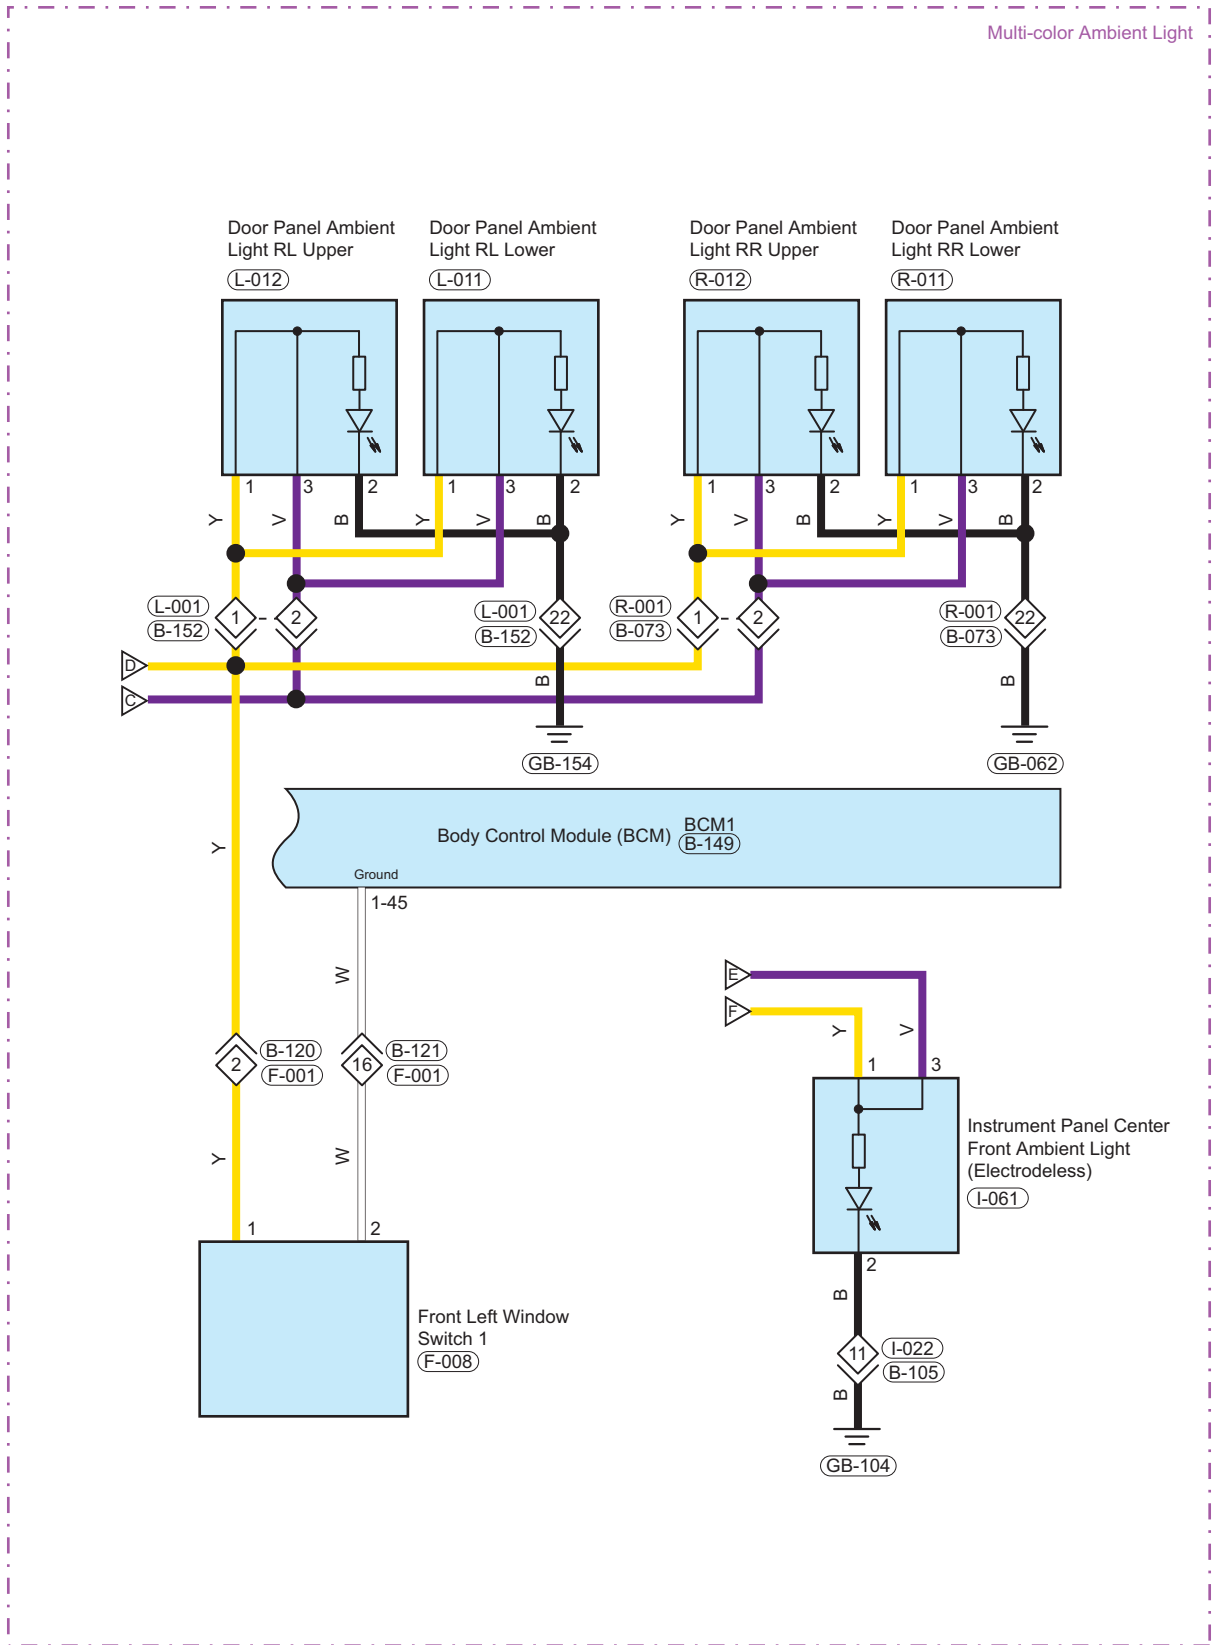 Multi-color Ambient Light
Door Panel Ambient
Light RL Upper
L-012
Door Panel Ambient
Light RL Lower
L-011
Door Panel Ambient
Light RR Upper
R-012
Door Panel Ambient
Light RR Lower
R-011
1 3 2 1 3 2 1 3 2 1 3 2
Y V B Y V B Y V B Y V B
L-001
B-152
1 2
L-001
B-152
22
R-001
B-073
1 2
R-001
B-073
22
D
C
B B
GB-154
GB-062
Body Control Module (BCM)
BCM1
B-149
Ground
1-45
Y
W
E
F
Y V
2
B-120
F-001
16
B-121
F-001
1 3
Instrument Panel Center
Front Ambient Light
(Electrodeless)
I-061
Y W
1 2
2
B
Front Left Window
Switch 1
F-008
11
I-022
B-105
B
GB-104